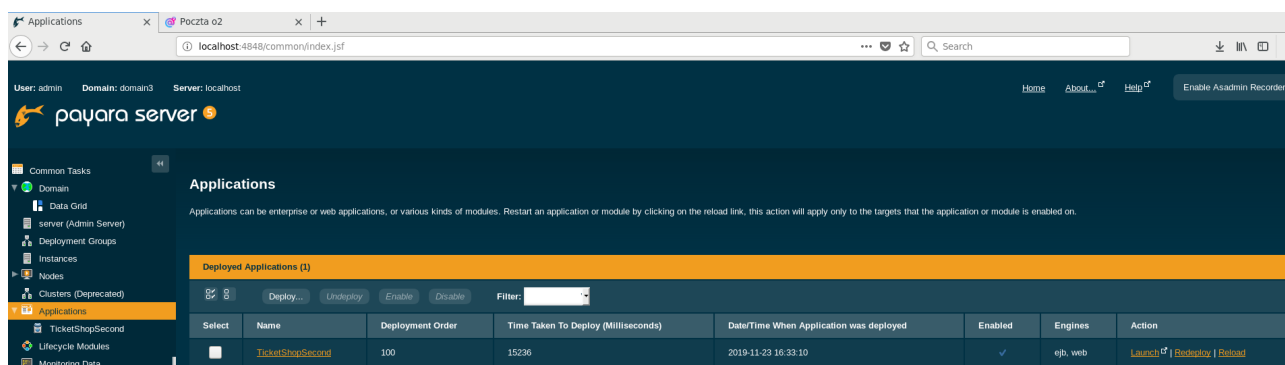 Applications
Poczta o2
localhost:4848/common/index.jsf
Search
User: admin Domain: domain3 Server: localhost
Home About... Help Enable Asadmin Recorder
payara server 5
Common Tasks
Domain
Data Grid
server (Admin Server)
Deployment Groups
Instances
Nodes
Clusters (Deprecated)
Applications
TicketShopSecond
Lifecycle Modules
Monitoring Data
Applications
Applications can be enterprise or web applications, or various kinds of modules. Restart an application or module by clicking on the reload link, this action will apply only to the targets that the application or module is enabled on.
Deployed Applications (1)
Deploy... Undeploy Enable Disable Filter:
Select Name Deployment Order Time Taken To Deploy (Milliseconds) Date/Time When Application was deployed Enabled Engines Action
TicketShopSecond 100 15236 2019-11-23 16:33:10 ejb, web Launch | Redeploy | Reload